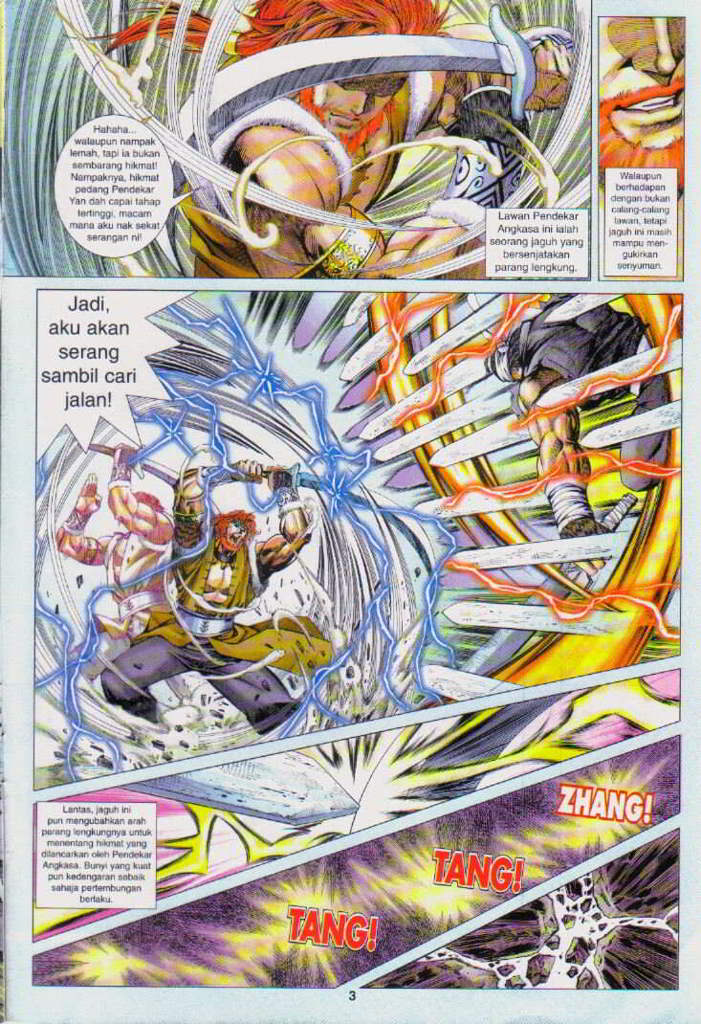 Hahaha...
walaupun nampak
lemah, tapi ia bukan
sembarang hikmat!
Nampaknya, hikmat
pedang Pendekar
Yan dah capai tahap
tertinggi, macam
mana aku nak sekat
serangan ni!
Lawan Pendekar
Angkasa ini ialah
seorang jaguh yang
bersenjatakan
parang lengkung.
Walaupun
berhadapan
dengan bukan
calang-calang
lawan, tetapi
jaguh ini masih
mampu men-
gukirkan
senyuman.
Jadi,
aku akan
serang
sambil cari
jalan!
Lantas, jaguh ini
pun mengubahkan arah
parang lengkungnya untuk
menentang hikmat yang
dilancarkan oleh Pendekar
Angkasa. Bunyi yang kuat
pun kedengaran sebaik
sahaja pertembungan
berlaku.
ZHANG!
TANG!
TANG!
3